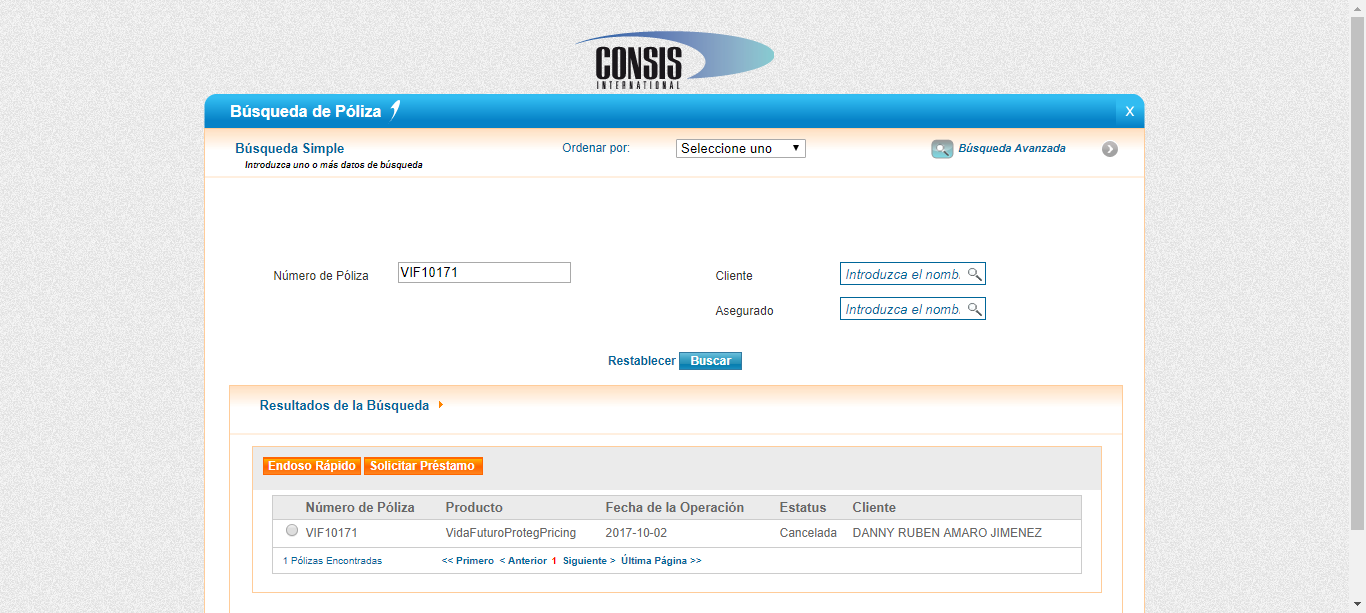 CONSIS
INTERNATIONAL
Búsqueda de Póliza
X
Búsqueda Simple
Introduzca uno o más datos de búsqueda
Ordenar por:
Seleccione uno
Búsqueda Avanzada
Número de Póliza
VIF10171
Cliente
Introduzca el nomb.
Asegurado
Introduzca el nomb.
Restablecer
Buscar
Resultados de la Búsqueda
Endoso Rápido
Solicitar Préstamo
Número de Póliza Producto Fecha de la Operación Estatus Cliente
VIF10171 VidaFuturoProtegPricing 2017-10-02 Cancelada DANNY RUBEN AMARO JIMENEZ
1 Pólizas Encontradas << Primero < Anterior 1 Siguiente > Última Página >>